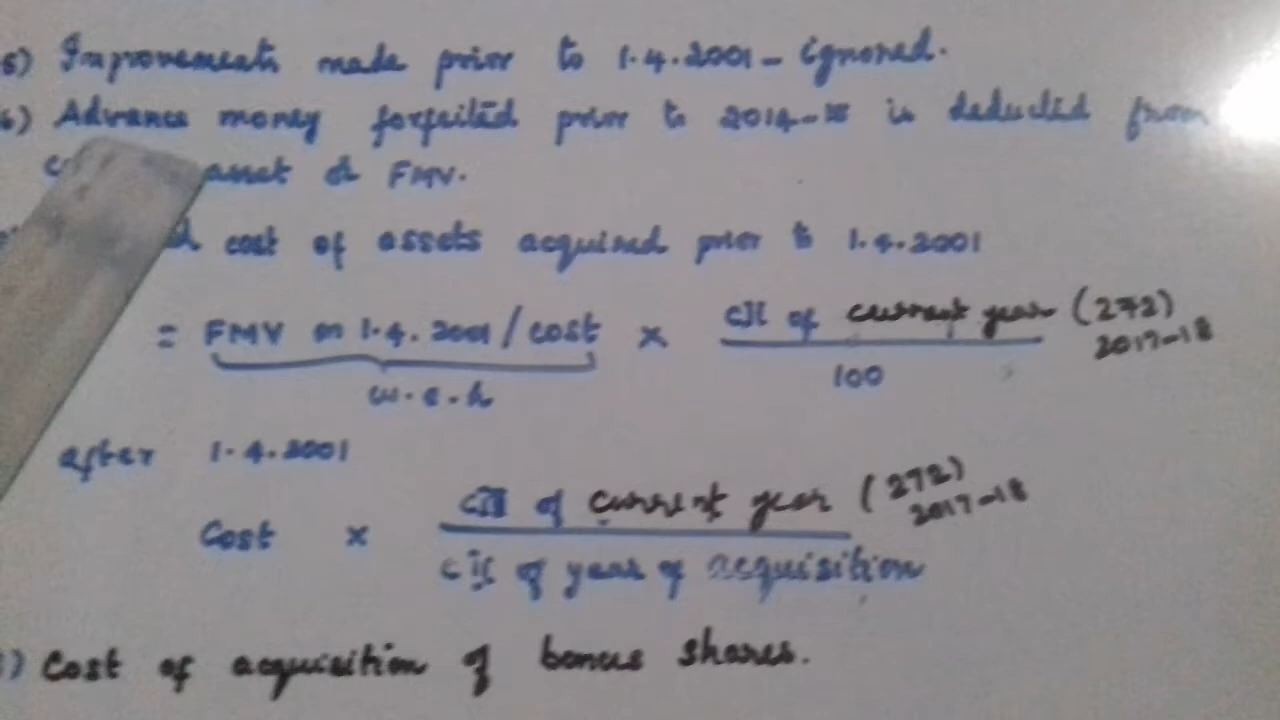 5) Improvements made prior to 1.4.2001 - ignored.
6) Advance money forfeited prior to 2014- is deducted from
asset or FMV.
cost of assets acquired prior to 1.4.2001
= FMV on 1.4.2001/cost × CII of current year (272)
2017-18
100
w.e.h
after 1.4.2001
Cost × CII of current year (272)
2017-18
CII of year of acquisition
) Cost of acquisition of bonus shares.